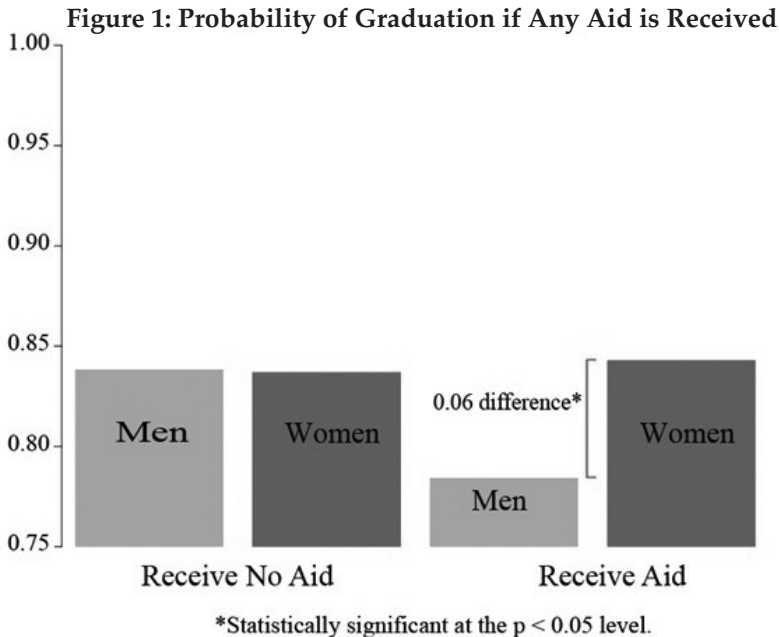 Figure 1: Probability of Graduation if Any Aid is Received
1.00
0.95
0.90
0.85
0.80
0.75
Men
Women
0.06 difference*
Men
Women
Receive No Aid
Receive Aid
*Statistically significant at the p < 0.05 level.